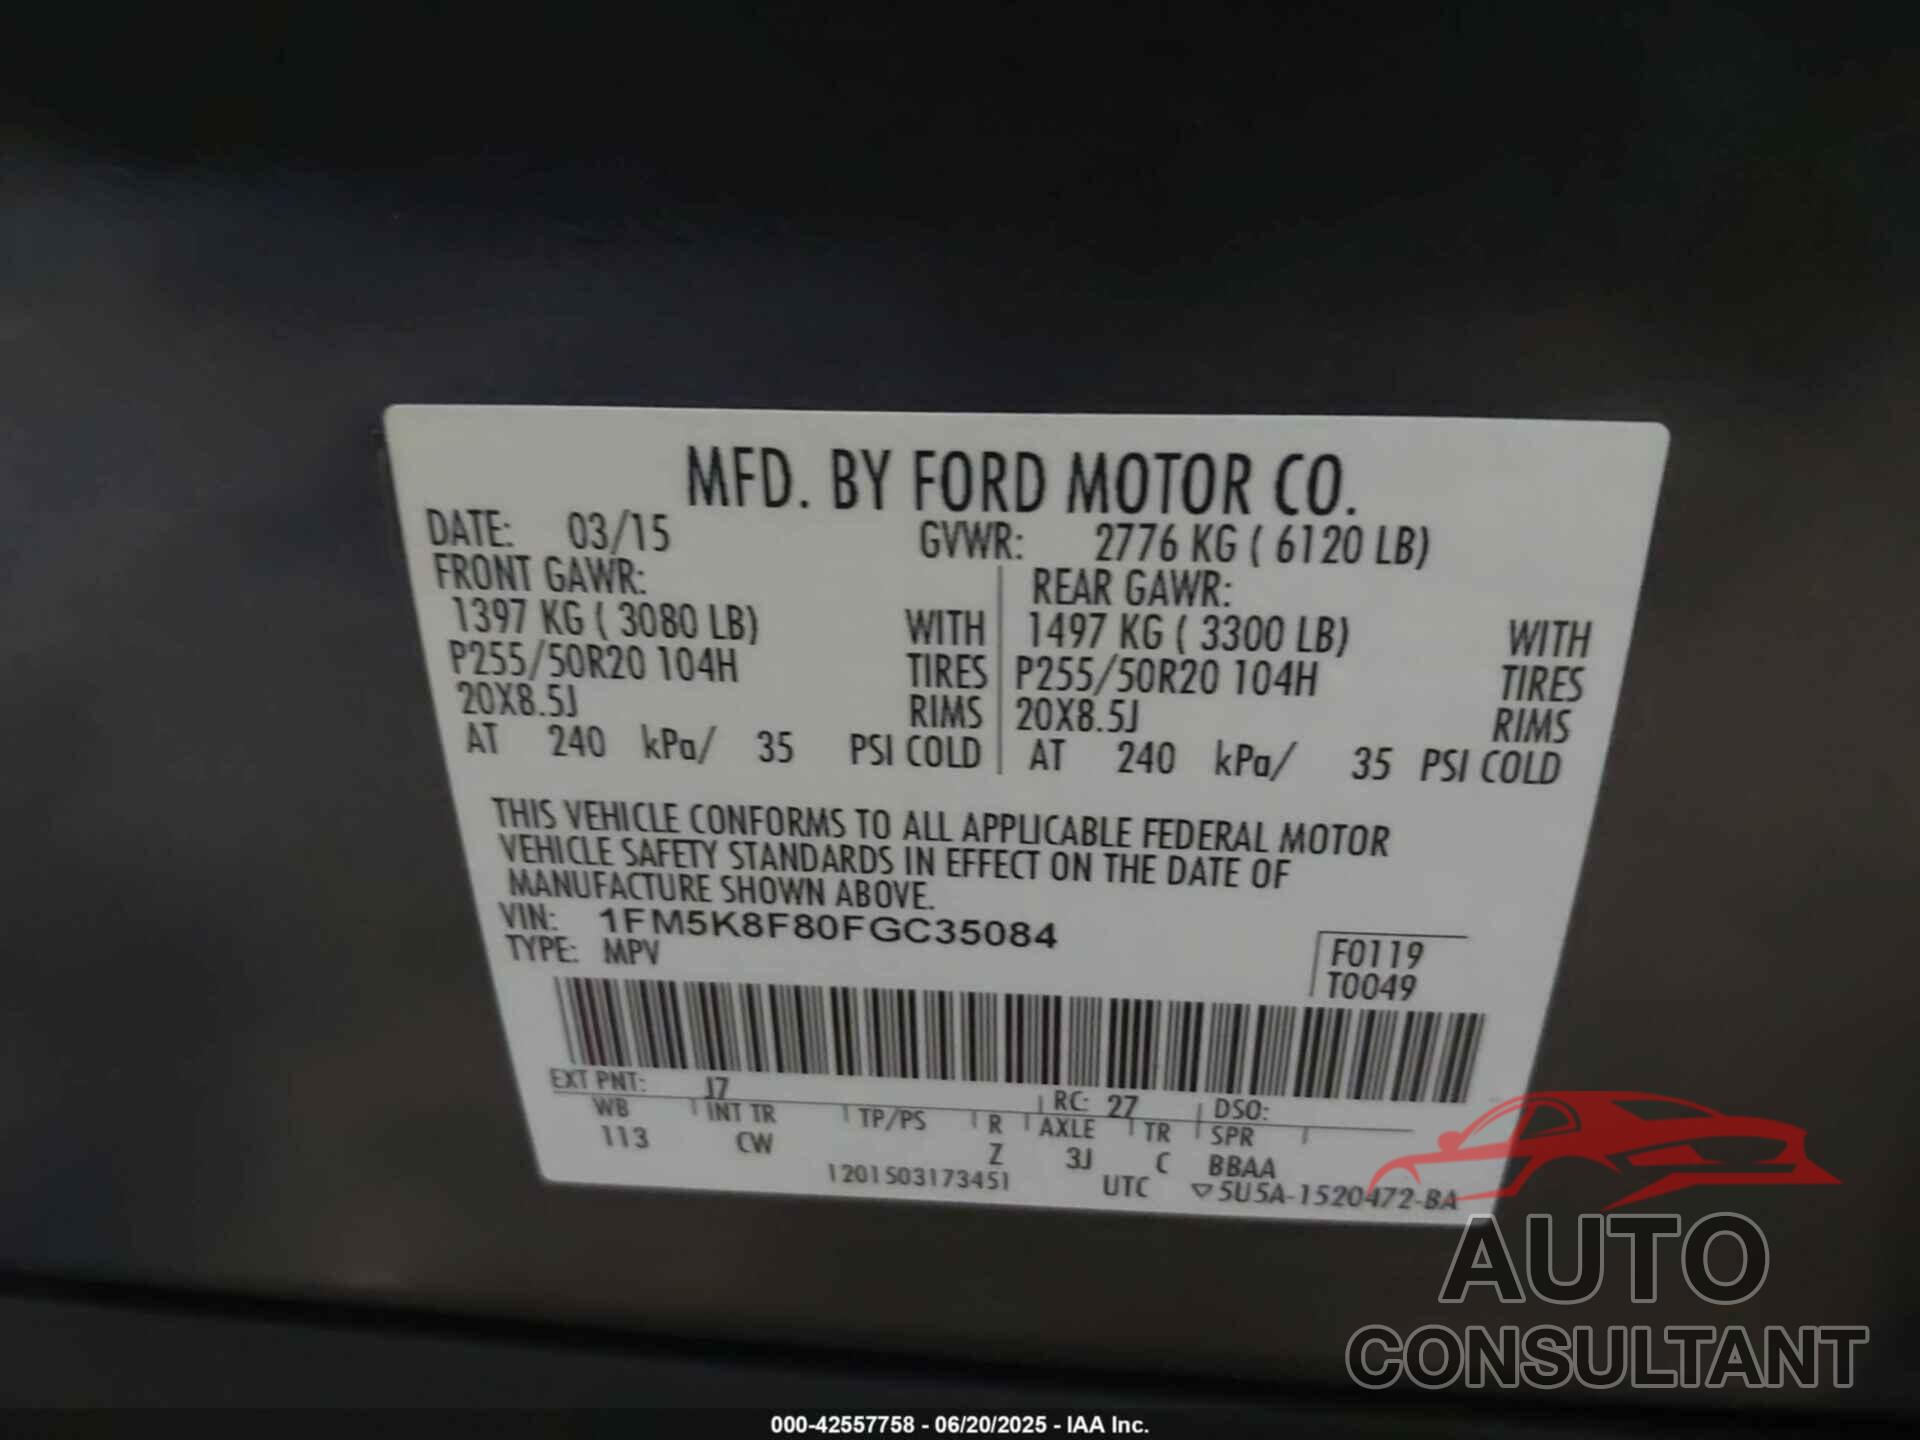 MFD. BY FORD MOTOR CO.
DATE: 03/15 GVWR: 2776 KG ( 6120 LB)
FRONT GAWR: REAR GAWR:
1397 KG ( 3080 LB) WITH 1497 KG ( 3300 LB) WITH
P255/50R20 104H TIRES P255/50R20 104H TIRES
20X8.5J RIMS 20X8.5J RIMS
AT 240 kPa/ 35 PSI COLD AT 240 kPa/ 35 PSI COLD
THIS VEHICLE CONFORMS TO ALL APPLICABLE FEDERAL MOTOR
VEHICLE SAFETY STANDARDS IN EFFECT ON THE DATE OF
MANUFACTURE SHOWN ABOVE.
VIN: 1FM5K8F80FGC35084
TYPE: MPV
F0119
T0049
EXT PNT: J7 RC: 27 DSO:
WB INT TR TP/PS R AXLE TR SPR
113 CW Z 3J C BBAA
1201503173451 UTC ▽5U5A-1520472-BA
AUTO
CONSULTANT
000-42557758 - 06/20/2025 - IAA Inc.